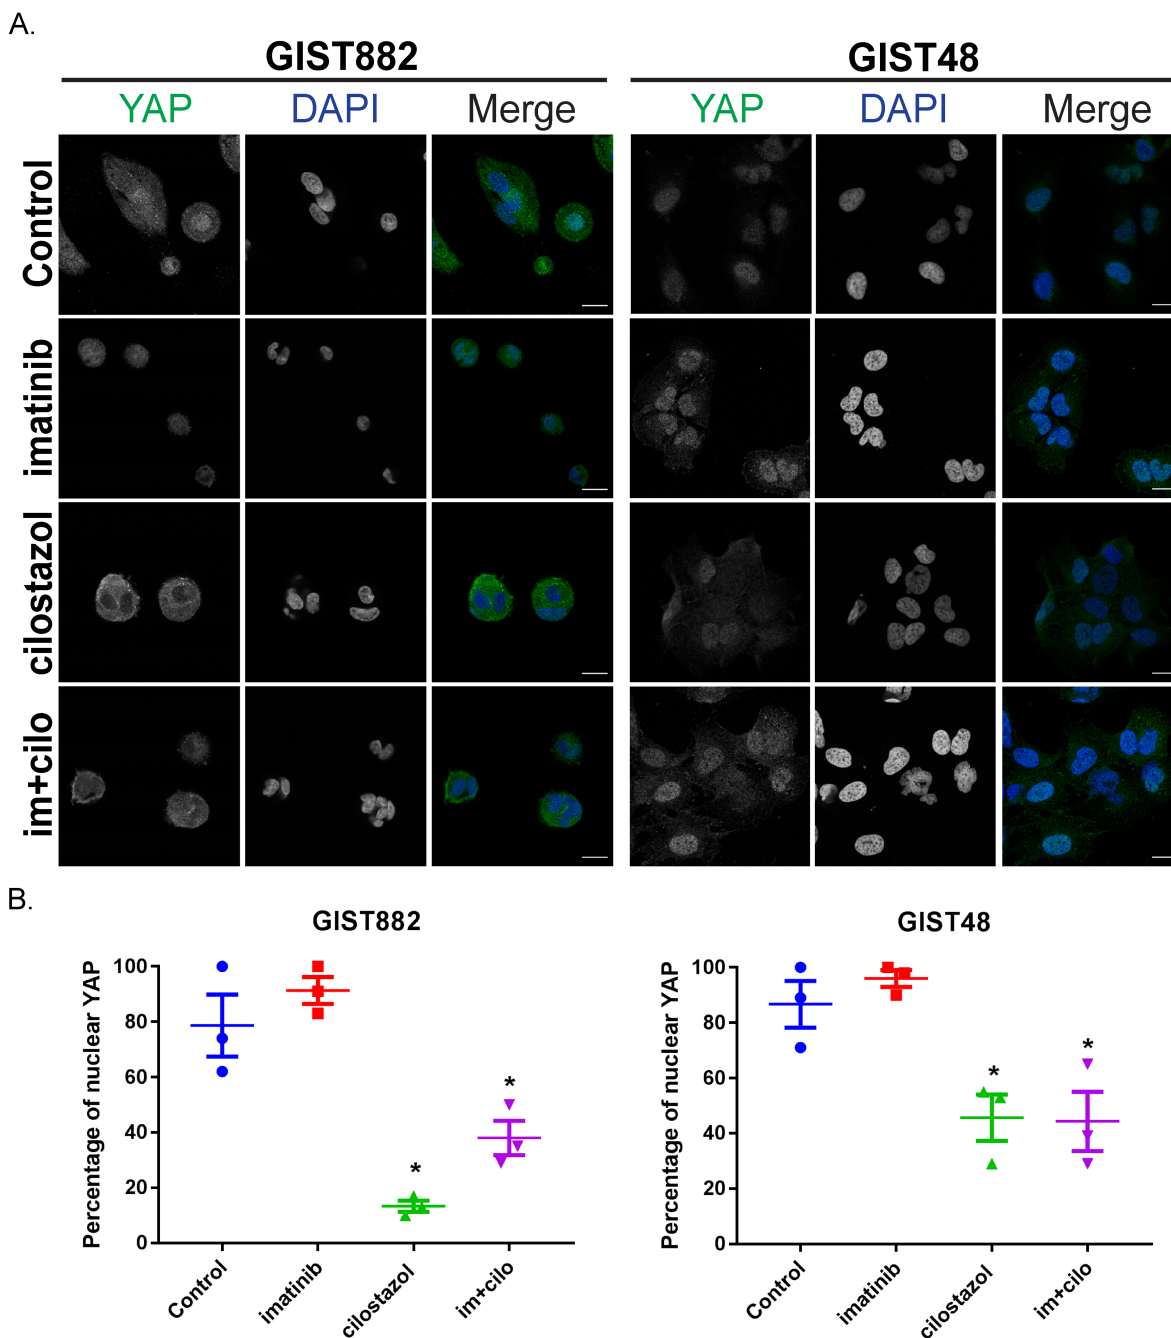 A.
GIST882 GIST48
YAP DAPI Merge YAP DAPI Merge
Control
imatinib
cilostazol
im+cilo
B.
GIST882
Percentage of nuclear YAP
100
80
60
40
20
0
*
*
Control imatinib cilostazol im+cilo
GIST48
Percentage of nuclear YAP
100
80
60
40
20
0
*
*
Control imatinib cilostazol im+cilo